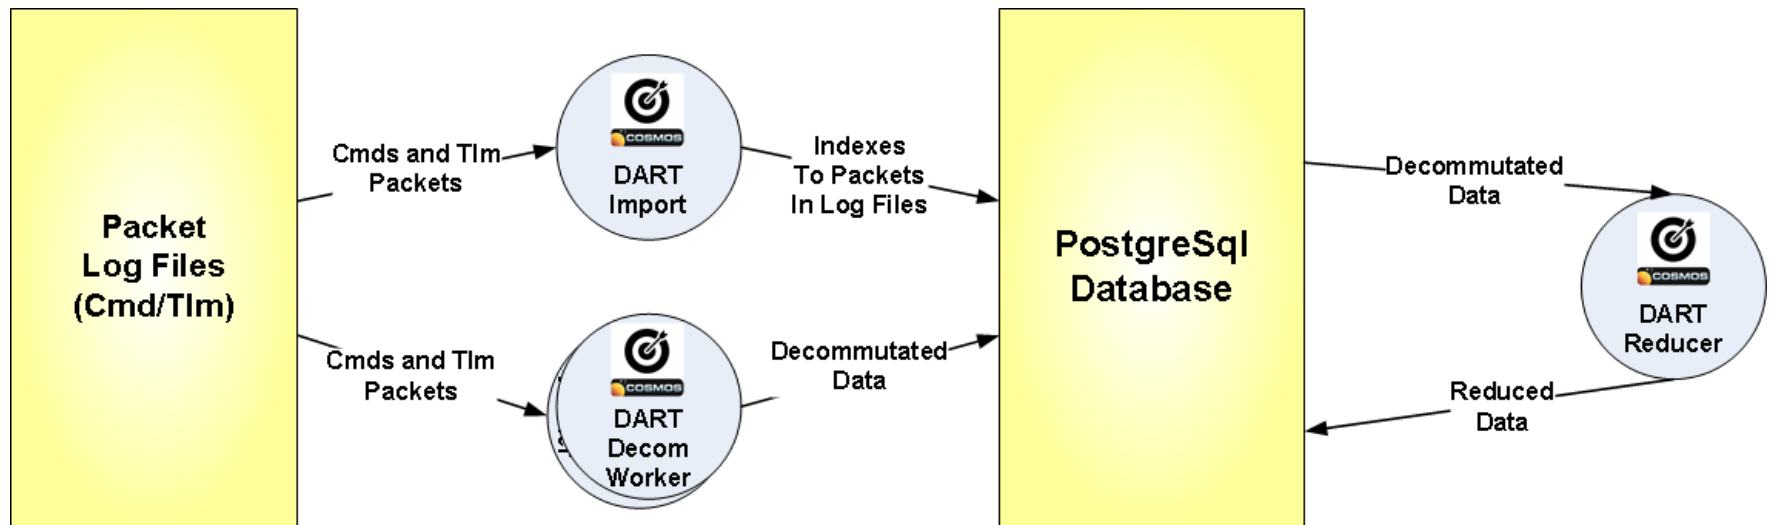 Packet
Log Files
(Cmd/Tlm)
Cmds and Tlm
Packets
COSMOS
DART
Import
Indexes
To Packets
In Log Files
Cmds and Tlm
Packets
COSMOS
DART
Decom
Worker
Decommutated
Data
PostgreSql
Database
Decommutated
Data
COSMOS
DART
Reducer
Reduced
Data